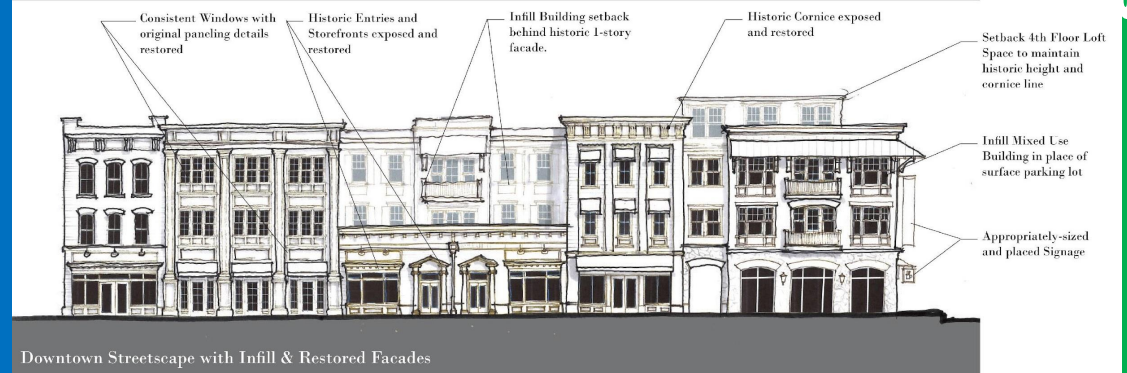 Consistent Windows with
original paneling details
restored
Historic Entries and
Storefronts exposed and
restored
Infill Building setback
behind historic 1-story
facade.
Historic Cornice exposed
and restored
Setback 4th Floor Loft
Space to maintain
historic height and
cornice line
Infill Mixed Use
Building in place of
surface parking lot
Appropriately-sized
and placed Signage
Downtown Streetscape with Infill & Restored Facades